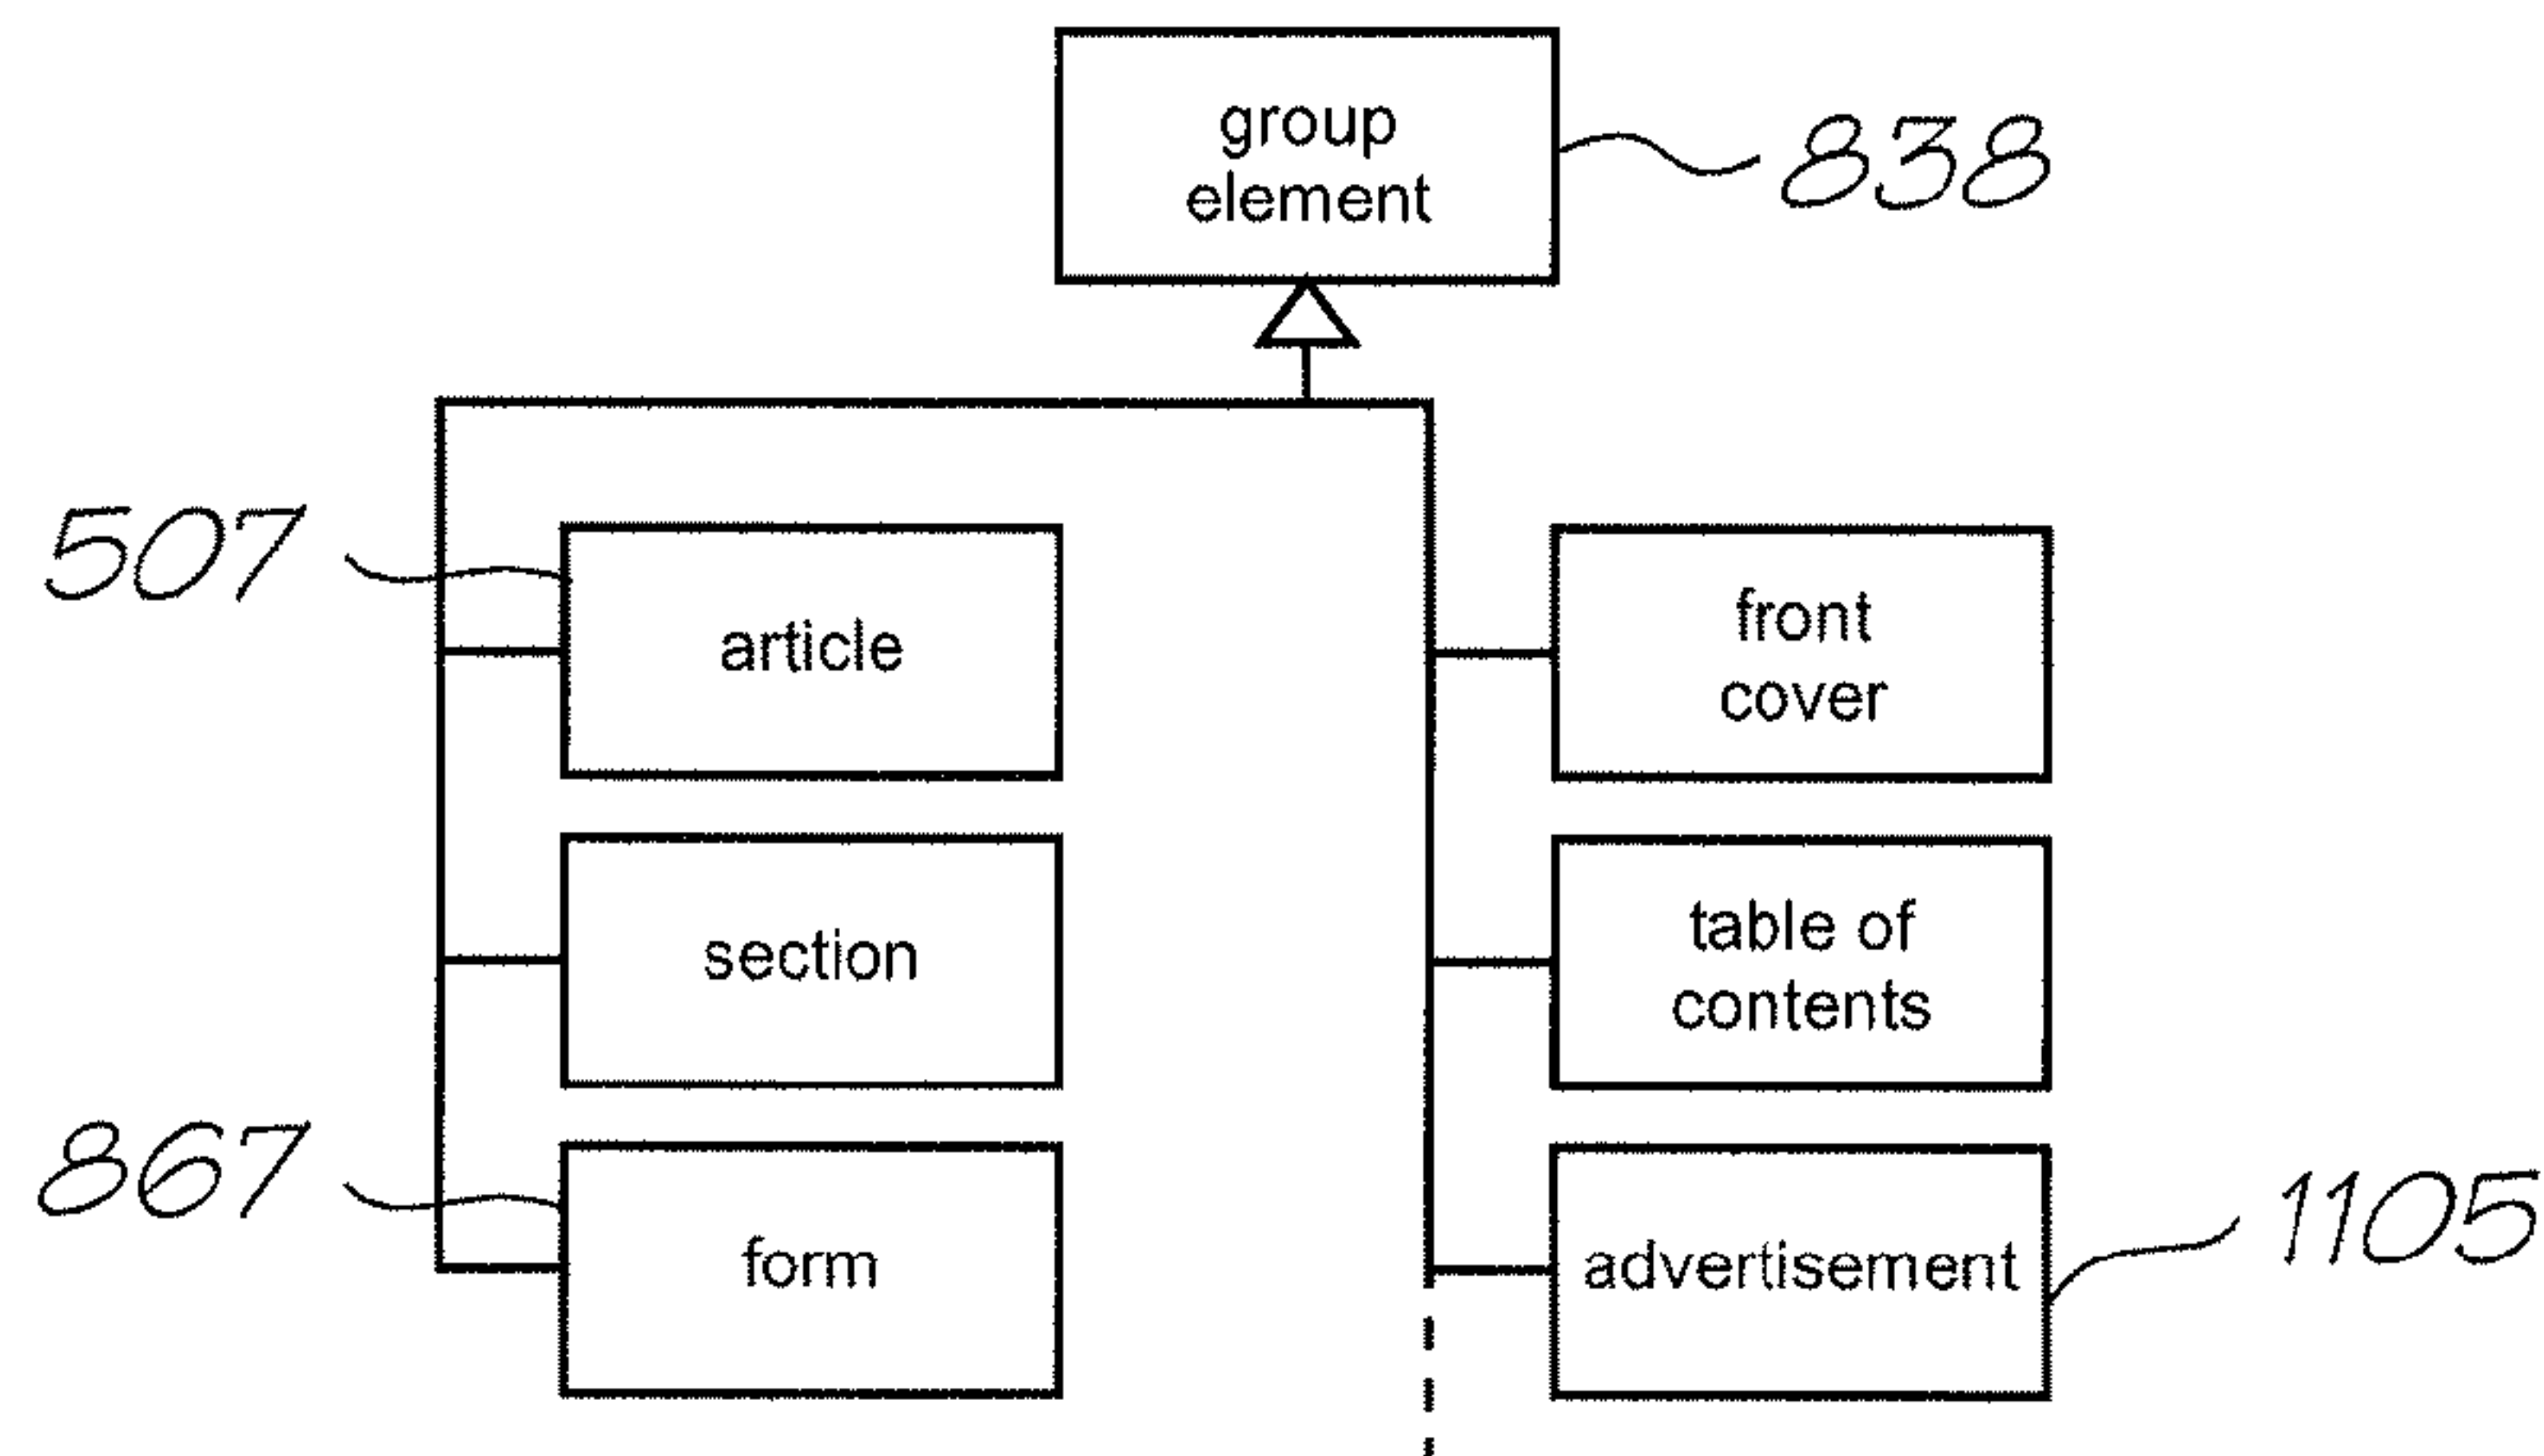 group
element
838
507
article
front
cover
section
table of
contents
867
form
advertisement
1105